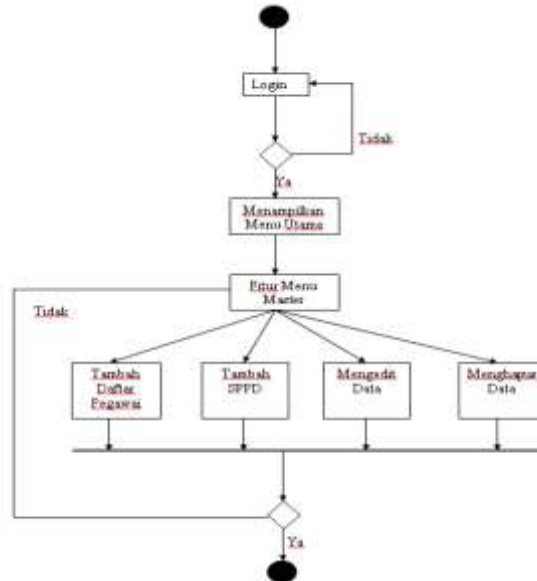 Login
Tidak
Ya
Menampilkan
Menu Utama
Fitur Menu
Master
Tidak
Tambah
Daftar
Pegawai
Tambah
SPPD
Mengedit
Data
Menghapus
Data
Ya